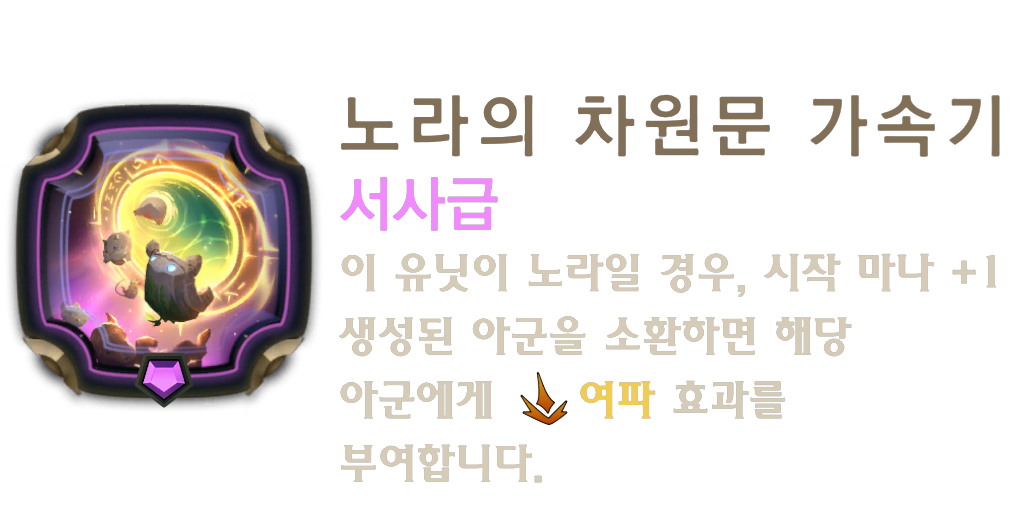 노라의 차원문 가속기
서사급
이 유닛이 노라일 경우, 시작 마나 +1
생성된 아군을 소환하면 해당
아군에게 여파 효과를
부여합니다.